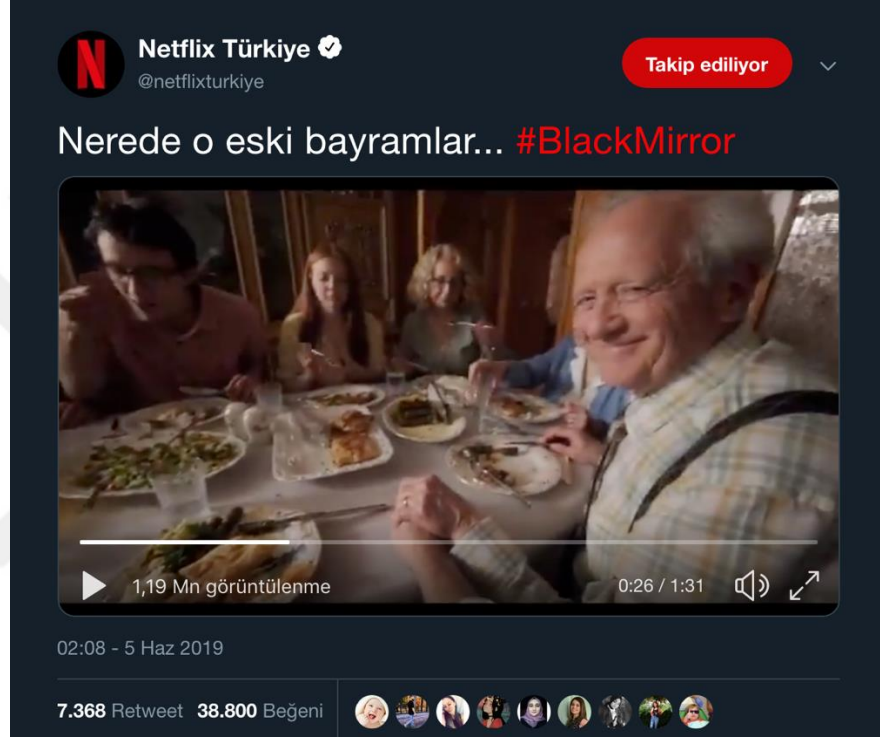 Netflix Türkiye
@netflixturkiye
Takip ediliyor
Nerede o eski bayramlar... #BlackMirror
1,19 Mn görüntülenme
0:26 / 1:31
02:08 - 5 Haz 2019
7.368 Retweet 38.800 Beğeni